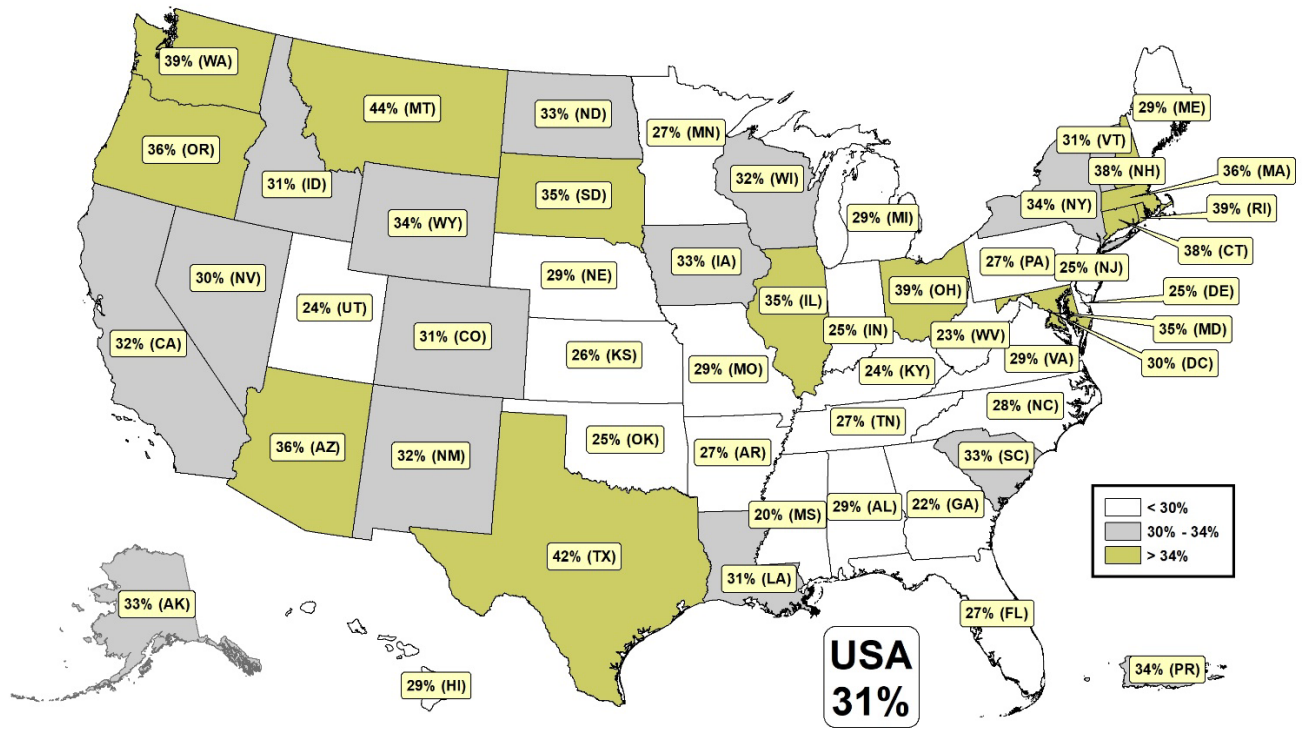 39% (WA)
44% (MT)
33% (ND)
27% (MN)
29% (ME)
31% (VT)
36% (OR)
31% (ID)
35% (SD)
32% (WI)
38% (NH)
36% (MA)
34% (WY)
29% (MI)
34% (NY)
39% (RI)
38% (CT)
30% (NV)
29% (NE)
33% (IA)
27% (PA)
25% (NJ)
24% (UT)
35% (IL)
39% (OH)
25% (DE)
32% (CA)
31% (CO)
26% (KS)
29% (MO)
25% (IN)
23% (WV)
35% (MD)
24% (KY)
29% (VA)
30% (DC)
36% (AZ)
32% (NM)
25% (OK)
27% (AR)
27% (TN)
28% (NC)
33% (SC)
42% (TX)
20% (MS)
29% (AL)
22% (GA)
31% (LA)
27% (FL)
< 30%
30% - 34%
> 34%
33% (AK)
29% (HI)
USA
31%
34% (PR)